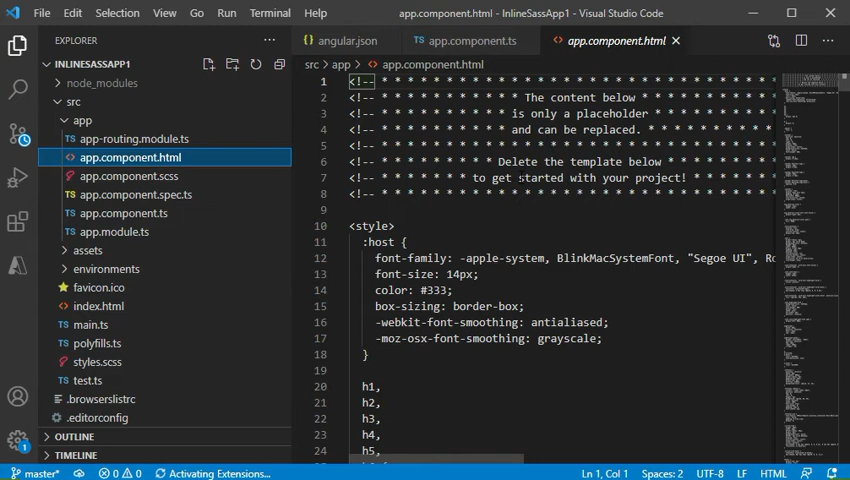 File Edit Selection View Go Run Terminal Help app.component.html - InlineSassApp1 - Visual Studio Code
EXPLORER
INLINESASSAPP1
node_modules
src
app
app-routing.module.ts
app.component.html
app.component.scss
app.component.spec.ts
app.component.ts
app.module.ts
assets
environments
favicon.ico
index.html
main.ts
polyfills.ts
styles.scss
test.ts
.browserslistrc
.editorconfig
OUTLINE
TIMELINE
angular.json app.component.ts app.component.html
src > app > app.component.html
1 <!-- * * * * * * * * * * * * * * * * * * * * * * * * * * * * * * *
2 <!-- * * * * * * * * * * * The content below * * * * * * * * * * *
3 <!-- * * * * * * * * * * is only a placeholder * * * * * * * * * *
4 <!-- * * * * * * * * * * and can be replaced. * * * * * * * * * * *
5 <!-- * * * * * * * * * * * * * * * * * * * * * * * * * * * * * * *
6 <!-- * * * * * * * * * Delete the template below * * * * * * * * *
7 <!-- * * * * * * * to get started with your project! * * * * * * *
8 <!-- * * * * * * * * * * * * * * * * * * * * * * * * * * * * * * *
9
10 <style>
11 :host {
12 font-family: -apple-system, BlinkMacSystemFont, "Segoe UI", Ro
13 font-size: 14px;
14 color: #333;
15 box-sizing: border-box;
16 -webkit-font-smoothing: antialiased;
17 -moz-osx-font-smoothing: grayscale;
18 }
19
20 h1,
21 h2,
22 h3,
23 h4,
24 h5,
master* 0 0 Activating Extensions... Ln 1, Col 1 Spaces: 2 UTF-8 LF HTML